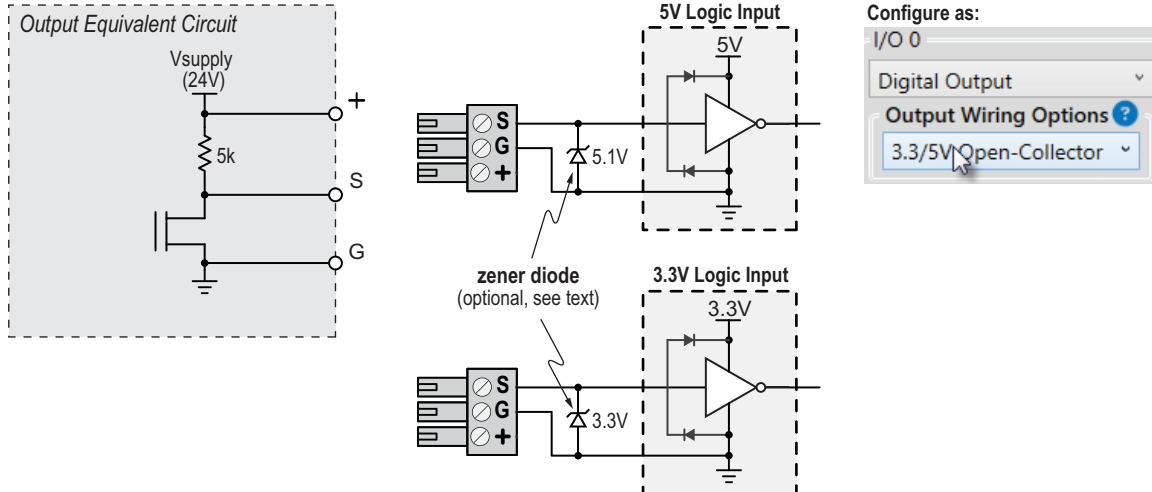 Output Equivalent Circuit
Vsupply
(24V)
+
5k
S
G
5V Logic Input
5V
S
G
+
5.1V
zener diode
(optional, see text)
3.3V Logic Input
3.3V
S
G
+
3.3V
Configure as:
I/O 0
Digital Output
Output Wiring Options ?
3.3/5V Open-Collector